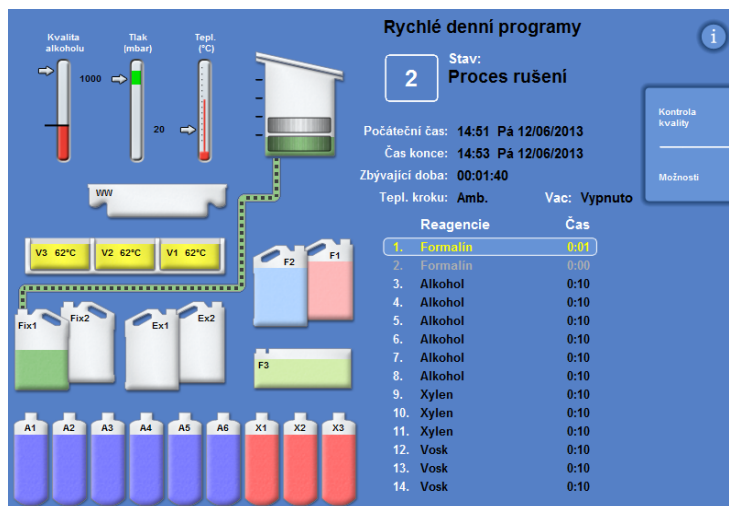 Rychlé denní programy
i
Kvalita alkoholu
Tlak (mbar)
Tepl. (°C)
1000
20
2
Stav:
Proces rušení
Kontrola kvality
Možnosti
Počáteční čas: 14:51 Pá 12/06/2013
Čas konce: 14:53 Pá 12/06/2013
Zbývající doba: 00:01:40
Tepl. kroku: Amb. Vac: Vypnuto
WW
V3 62°C V2 62°C V1 62°C
F2 F1
Fix1 Fix2 Ex1 Ex2
F3
A1 A2 A3 A4 A5 A6 X1 X2 X3
Reagencie Čas
1. Formalín 0:01
2. Formalín 0:00
3. Alkohol 0:10
4. Alkohol 0:10
5. Alkohol 0:10
6. Alkohol 0:10
7. Alkohol 0:10
8. Alkohol 0:10
9. Xylen 0:10
10. Xylen 0:10
11. Xylen 0:10
12. Vosk 0:10
13. Vosk 0:10
14. Vosk 0:10